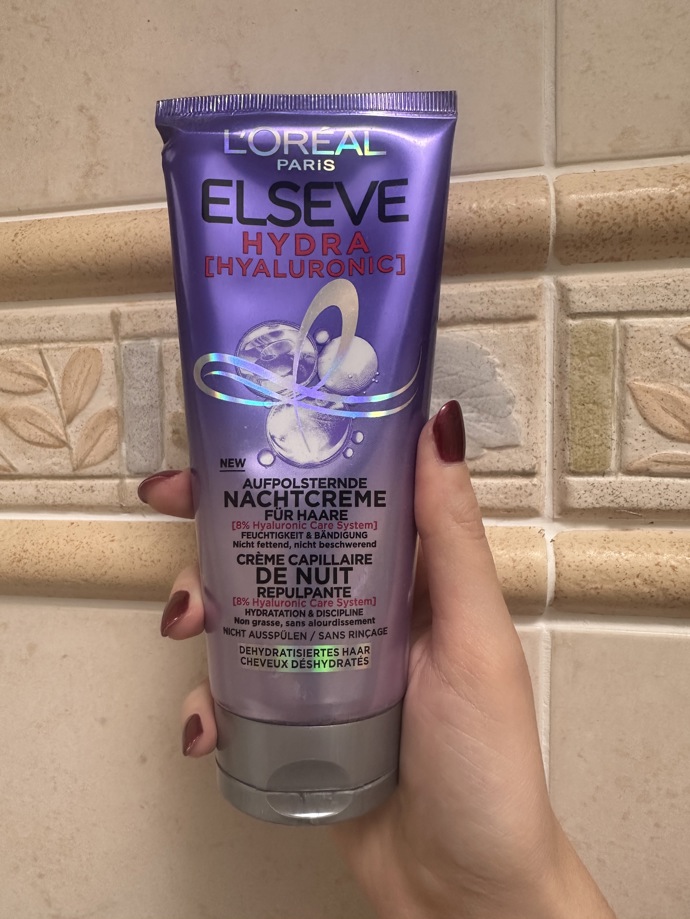 L'ORÉAL
PARiS
ELSEVE
HYDRA
[HYALURONIC]
NEW
AUFPOLSTERNDE
NACHTCREME
FÜR HAARE
[8% Hyaluronic Care System]
FEUCHTIGKEIT & BÄNDIGUNG
Nicht fettend, nicht beschwerend
CRÈME CAPILLAIRE
DE NUIT
REPULPANTE
[8% Hyaluronic Care System]
HYDRATATION & DISCIPLINE
Non grasse, sans alourdissement
NICHT AUSSPÜLEN / SANS RINÇAGE
DEHYDRATISIERTES HAAR
CHEVEUX DÉSHYDRATÉS